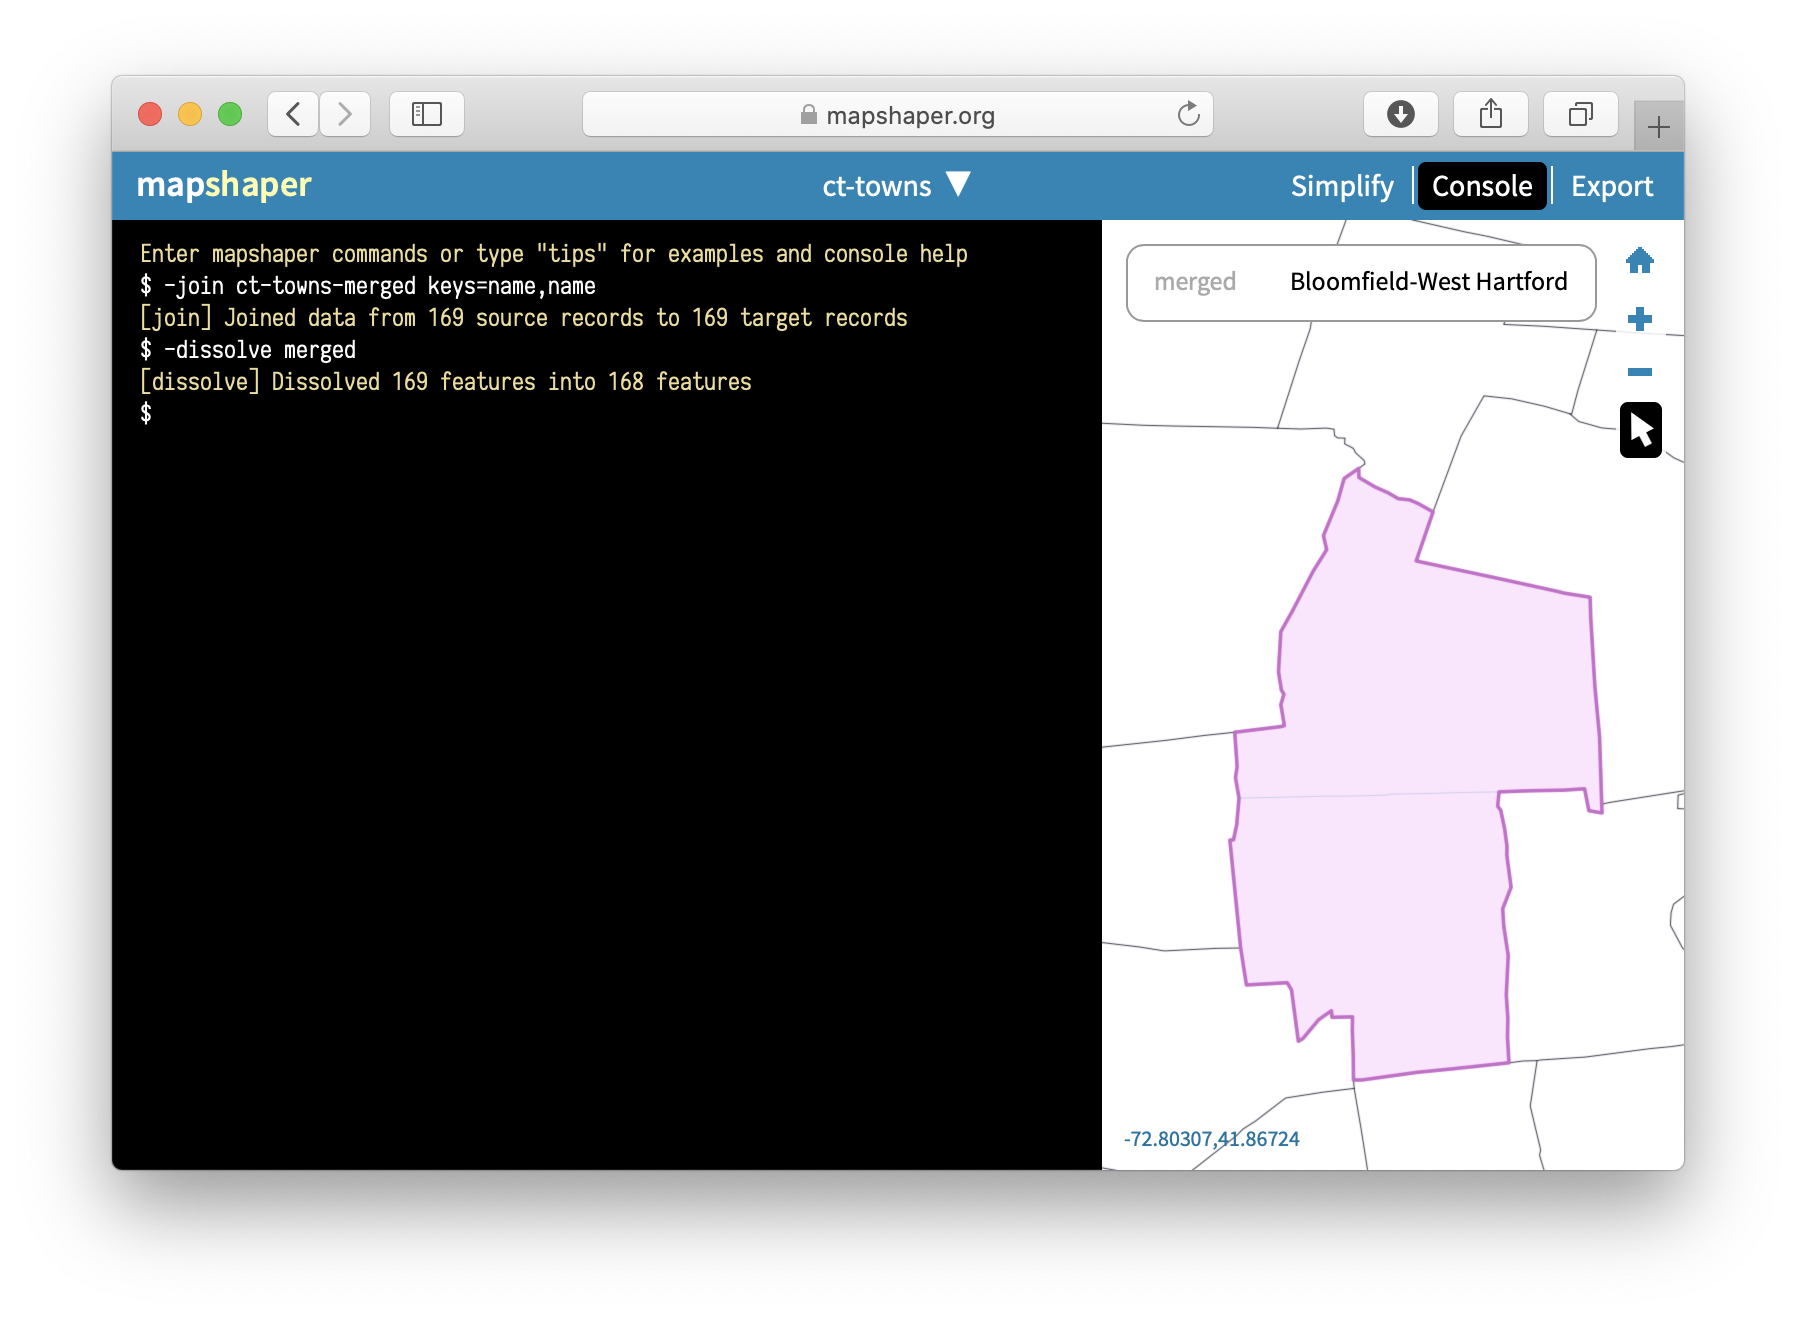 mapshaper.org
mapshaper
ct-towns ▼
Simplify
Console
Export
Enter mapshaper commands or type "tips" for examples and console help
$ -join ct-towns-merged keys=name,name
[join] Joined data from 169 source records to 169 target records
$ -dissolve merged
[dissolve] Dissolved 169 features into 168 features
$
merged Bloomfield-West Hartford
-72.80307,41.86724